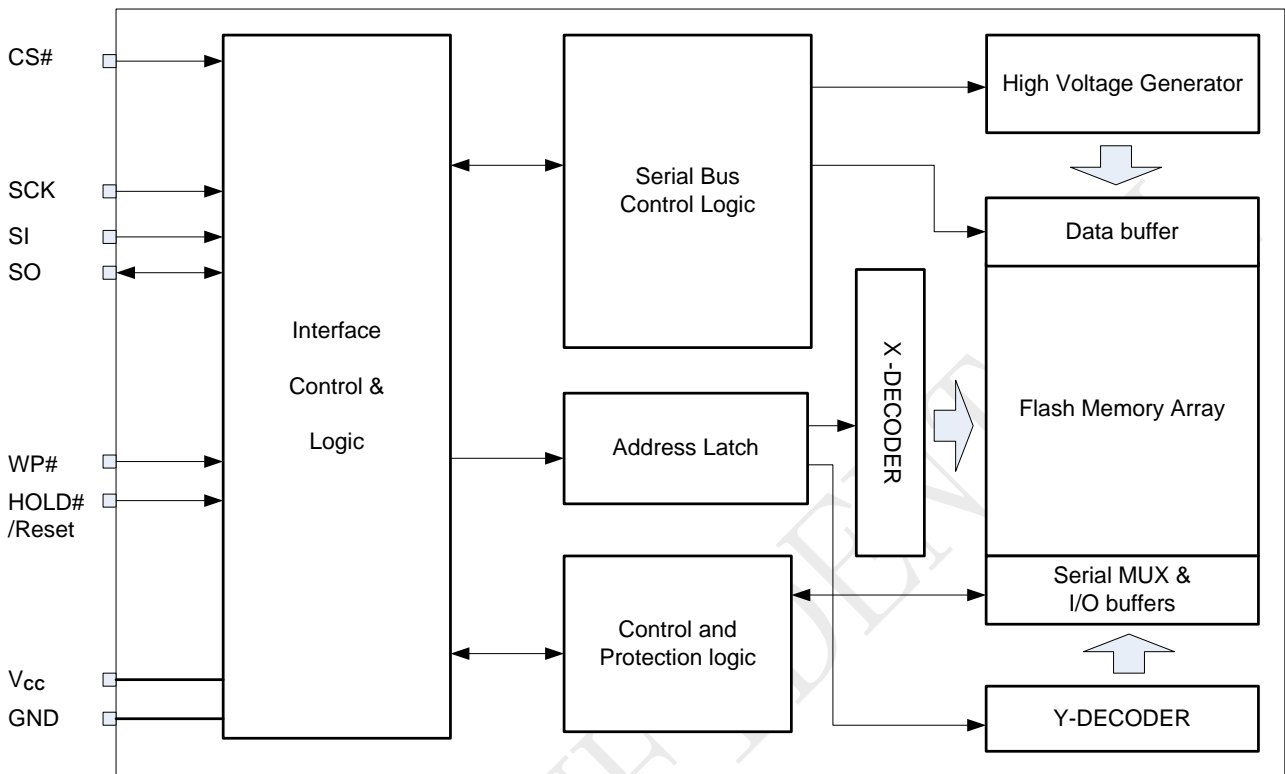 CS#
SCK
SI
SO
WP#
HOLD#
/Reset
Vcc
GND
Interface
Control &
Logic
Serial Bus
Control Logic
Address Latch
Control and
Protection logic
X-DECODER
High Voltage Generator
Data buffer
Flash Memory Array
Serial MUX &
I/O buffers
Y-DECODER